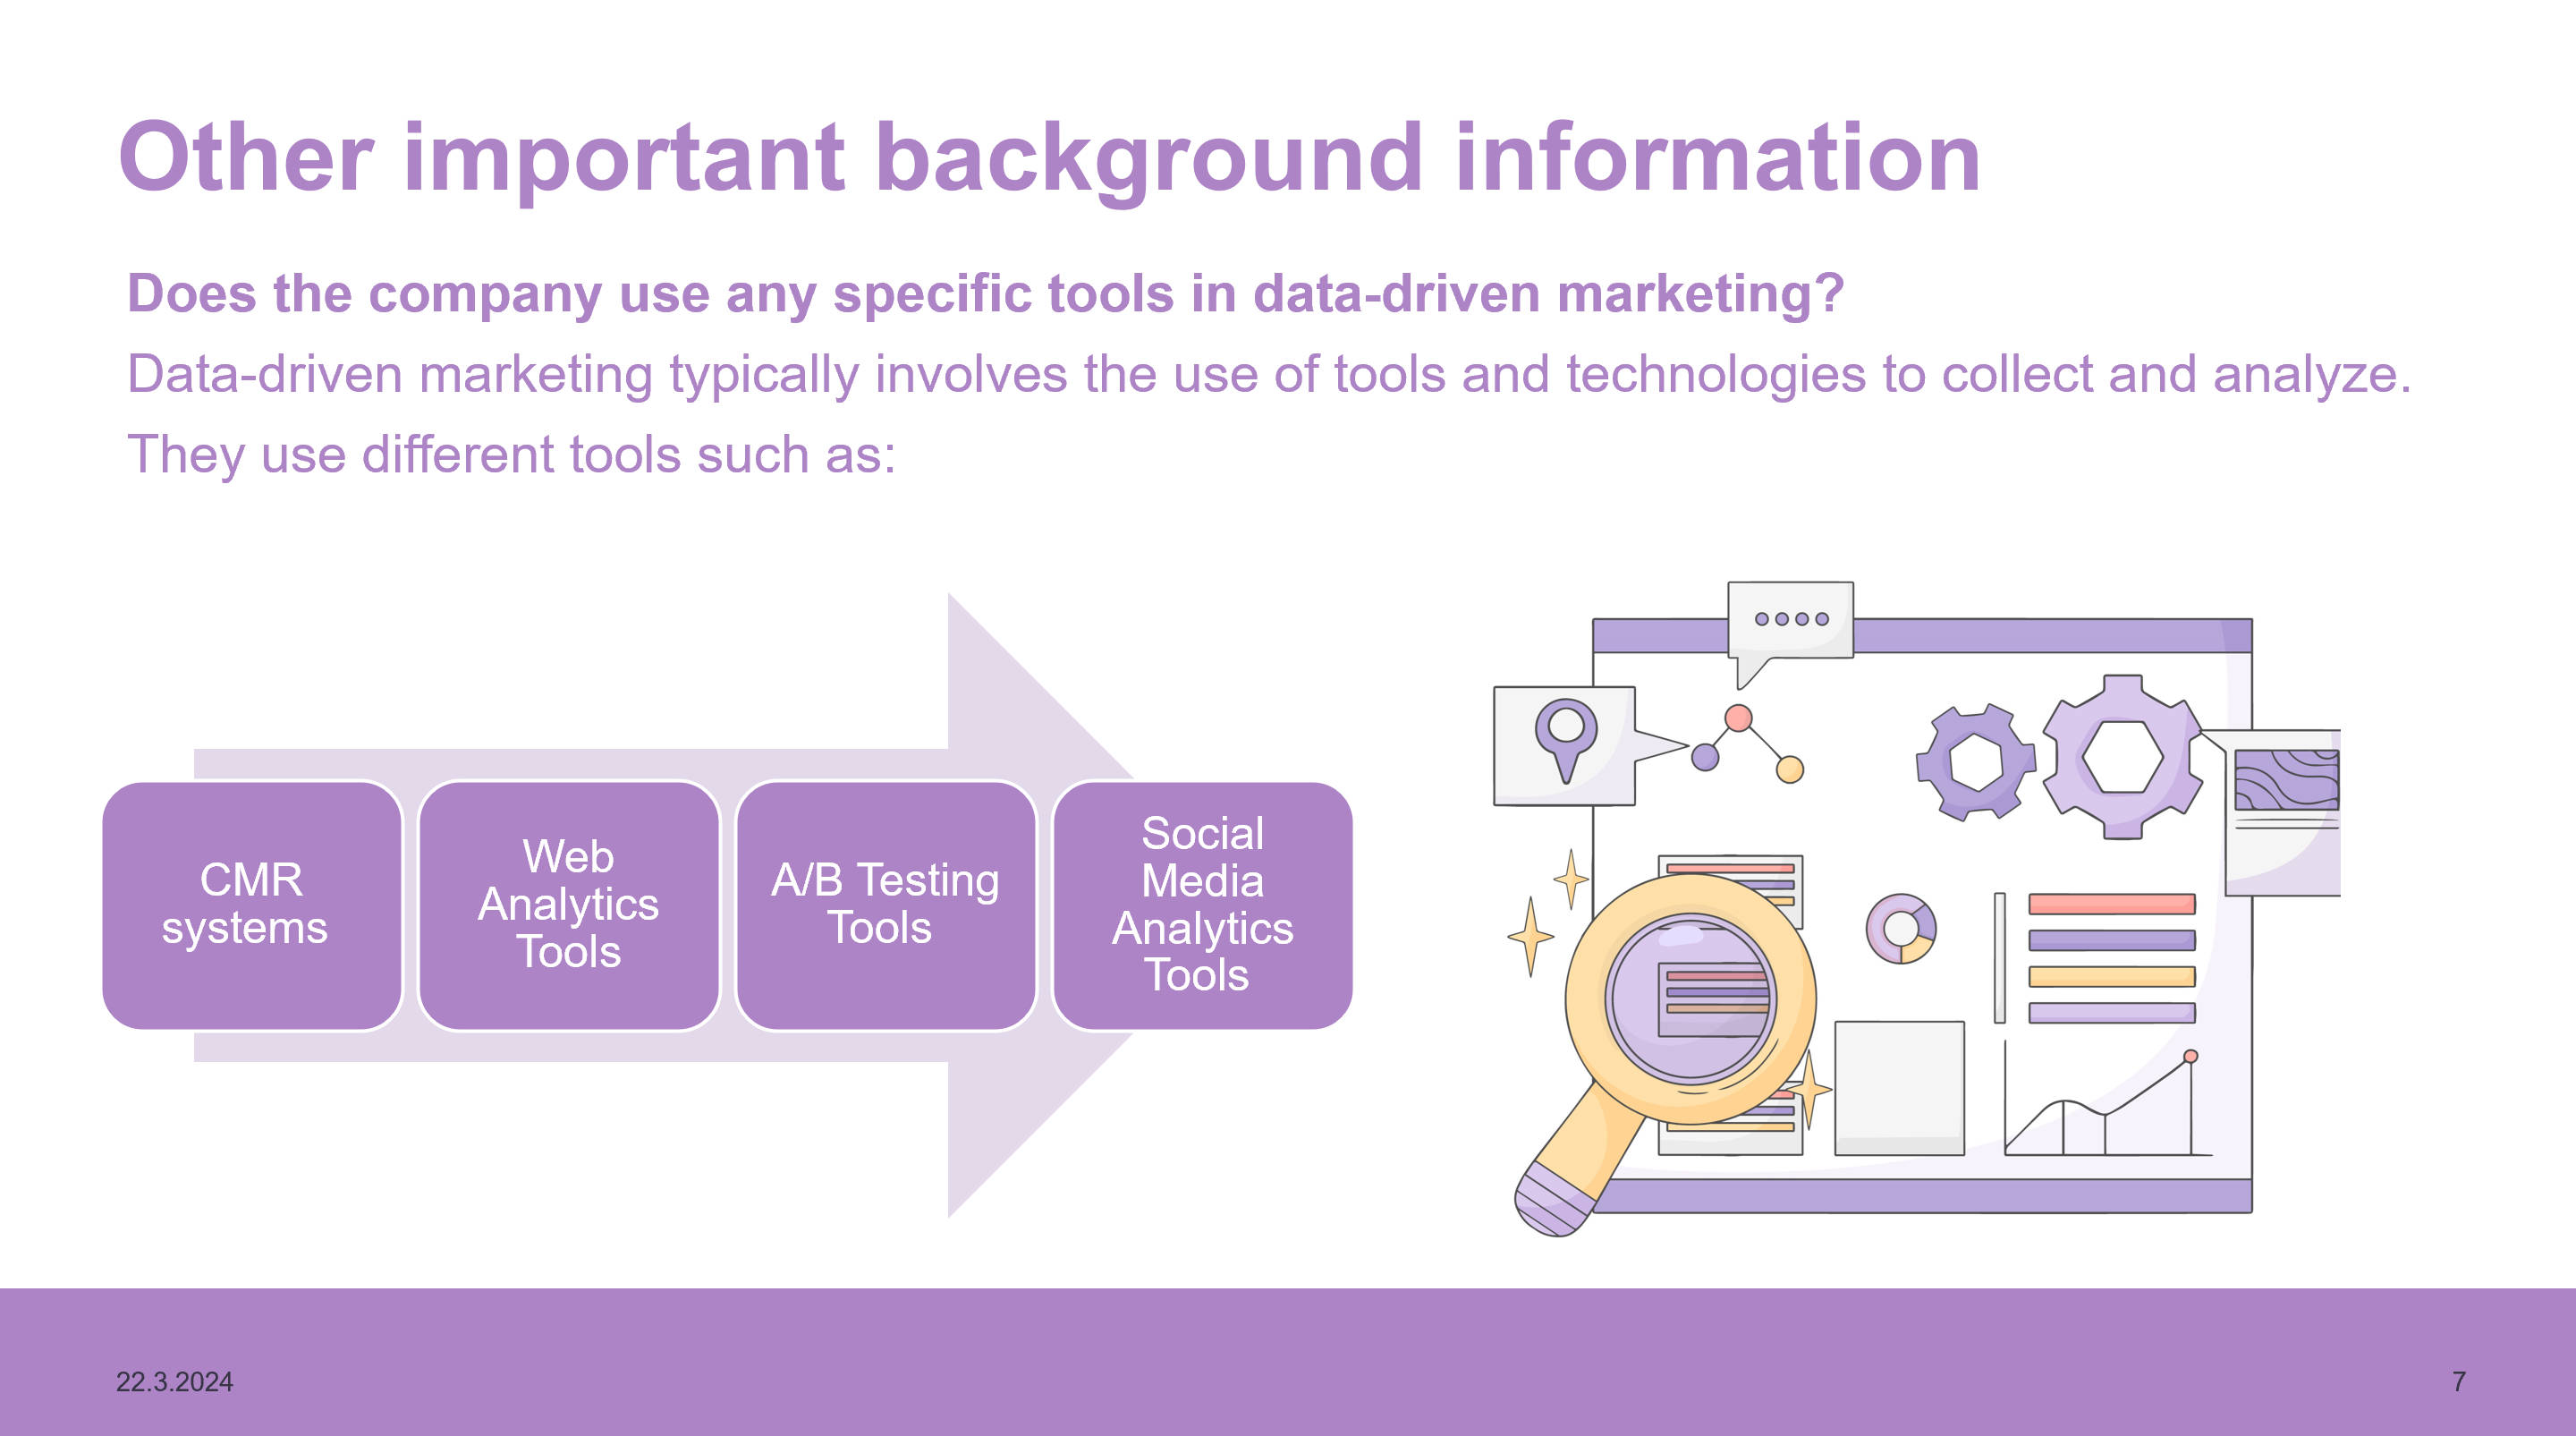 Other important background information
Does the company use any specific tools in data-driven marketing?
Data-driven marketing typically involves the use of tools and technologies to collect and analyze.
They use different tools such as:
CMR
systems
Web
Analytics
Tools
A/B Testing
Tools
Social
Media
Analytics
Tools
22.3.2024
7